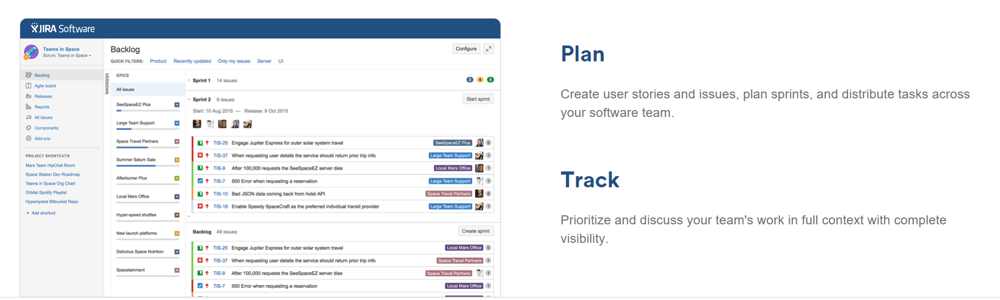 JIRA Software
Teams in Space
Scrum: Teams in Space
Backlog
Agile board
Releases
Reports
All issues
Components
Add-ons
PROJECT SHORTCUTS
Mars Team HipChat Room
Space Station Dev Roadmap
Teams in Space Org Chart
Orbital Spotify Playlist
Hyperspeed Bitbucket Repo
+ Add shortcut
Backlog
Configure
QUICK FILTERS: Product Recently updated Only my issues Server UI
VERSIONS
EPICS
All issues
SeeSpaceEZ Plus
Large Team Support
Space Travel Partners
Summer Saturn Sale
Afterburner Plus
Local Mars Office
Hyper-speed shuttles
New launch platforms
Delicious Space Nutrition
Spacetainment
Sprint 1 14 issues 3 6 5
Sprint 2 6 issues Start sprint
Start: 10 Aug 2015 — Release: 9 Oct 2015
TIS-25 Engage Jupiter Express for outer solar system travel SeeSpaceEZ Plus 5
TIS-37 When requesting user details the service should return prior trip info Large Team Support 1
TIS-9 After 100,000 requests the SeeSpaceEZ server dies Local Mars Office 1
TIS-7 500 Error when requesting a reservation Large Team Support 1
TIS-10 Bad JSON data coming back from hotel API Space Travel Partners 5
TIS-18 Enable Speedy SpaceCraft as the preferred individual transit provider Large Team Support 1
Backlog 49 issues Create sprint
TIS-25 Engage Jupiter Express for outer solar system travel Local Mars Office 5
TIS-37 When requesting user details the service should return prior trip info Space Travel Partners 1
TIS-9 After 100,000 requests the SeeSpaceEZ server dies Space Travel Partners 1
TIS-7 500 Error when requesting a reservation Local Mars Office 1
Plan
Create user stories and issues, plan sprints, and distribute tasks across
your software team.
Track
Prioritize and discuss your team's work in full context with complete
visibility.